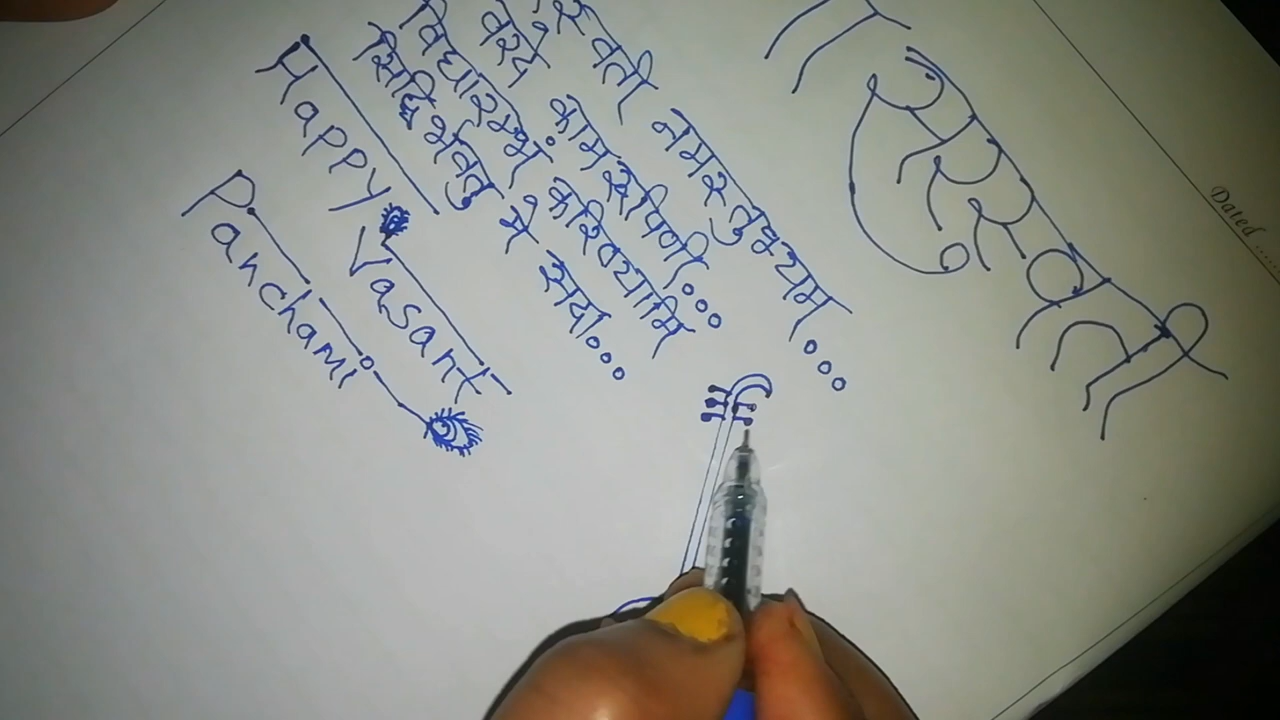 Dated .....
सरस्वती
नमस्तुभ्यम...
वरदे कामरूपिणी...
विद्यारम्भं करिष्यामि
सिद्धिर्भवतु मे सदा...
Happy Vasant
Panchami